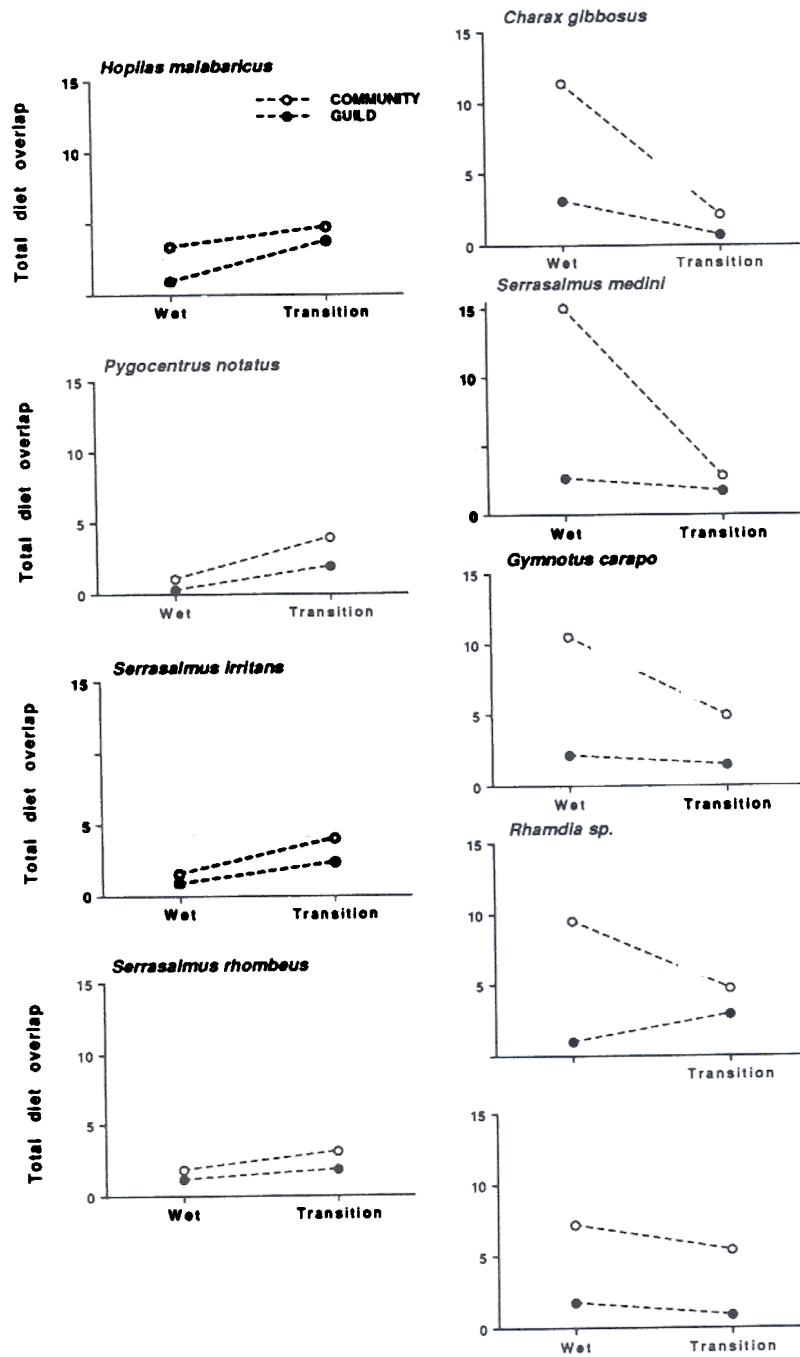 Hoplias malabaricus
COMMUNITY
GUILD
15
10
Total diet overlap
Wet Transition
Pygocentrus notatus
15
10
5
0
Total diet overlap
Wet Transition
Serrasalmus irritans
15
5
0
Total diet overlap
Wet Transition
Serrasalmus rhombeus
15
10
5
0
Total diet overlap
Wet Transition
Charax gibbosus
15
10
5
0
Wet Transition
Serrasalmus medini
15
10
0
Wet Transition
Gymnotus carapo
15
10
5
0
Wet Transition
Rhamdia sp.
15
10
5
Transition
15
10
5
0
Wet Transition